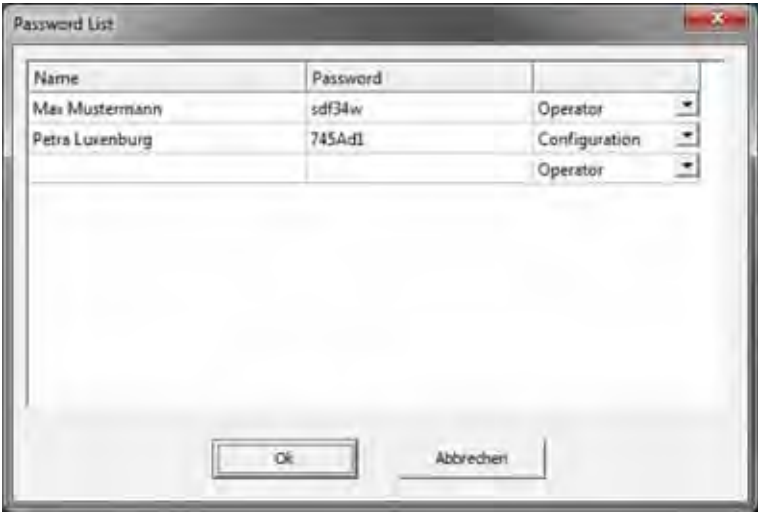 Password List
Name Password
Max Mustermann sdf34w Operator
Petra Luxenburg 745Ad1 Configuration
Operator
Ok Abbrechen